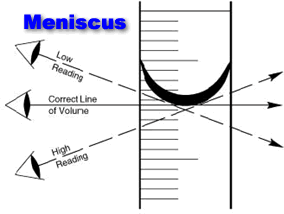 Meniscus
Low
Reading
Correct Line
of Volume
High
Reading